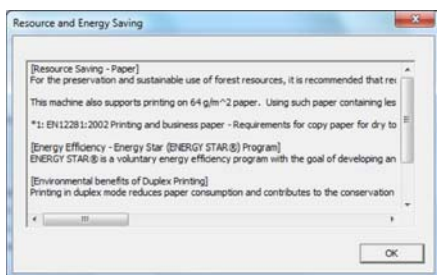 Resource and Energy Saving
[Resource Saving - Paper]
For the preservation and sustainable use of forest resources, it is recommended that
This machine also supports printing on 64 g/m^2 paper. Using such paper containing les
*1: EN12281:2002 Printing and business paper - Requirements for copy paper for dry to
[Energy Efficiency - Energy Star (ENERGY STAR®) Program]
ENERGY STAR® is a voluntary energy efficiency program with the goal of developing an
[Environmental benefits of Duplex Printing]
Printing in duplex mode reduces paper consumption and contributes to the conservation
OK